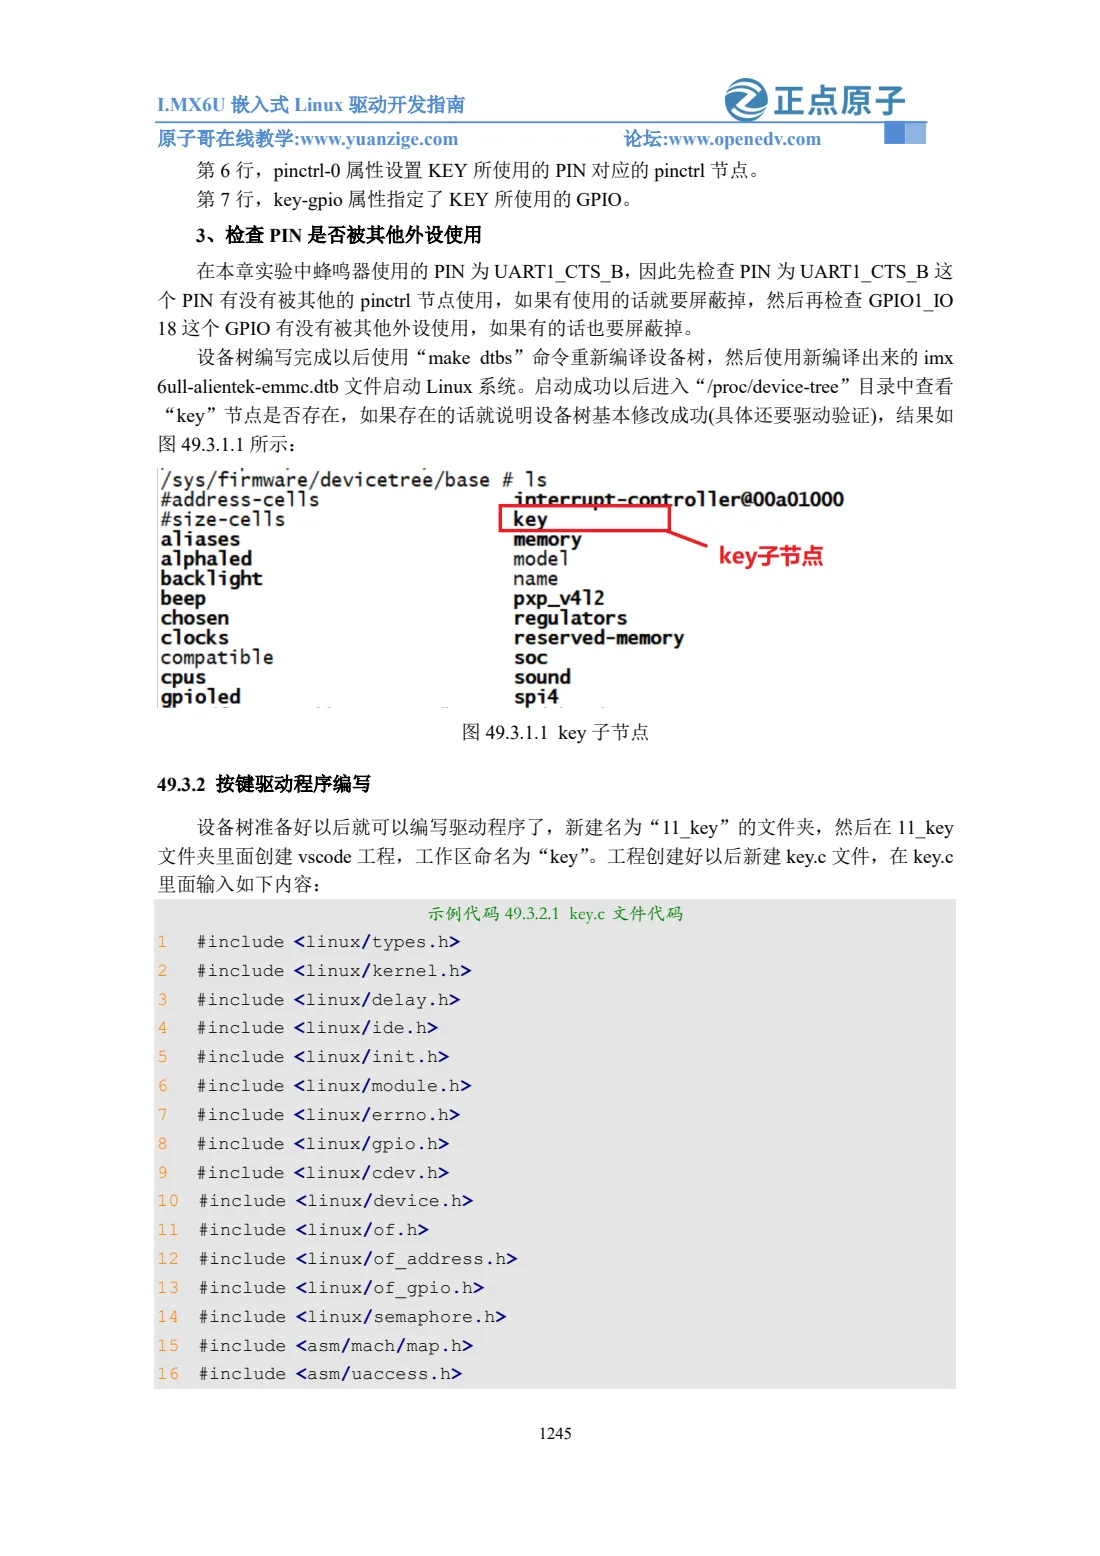 I.MX6U 嵌入式 Linux 驱动开发指南
正点原子
原子哥在线教学:www.yuanzige.com 论坛:www.openedv.com
第 6 行，pinctrl-0 属性设置 KEY 所使用的 PIN 对应的 pinctrl 节点。
第 7 行，key-gpio 属性指定了 KEY 所使用的 GPIO。
3、检查 PIN 是否被其他外设使用
在本章实验中蜂鸣器使用的 PIN 为 UART1_CTS_B，因此先检查 PIN 为 UART1_CTS_B 这
个 PIN 有没有被其他的 pinctrl 节点使用，如果有使用的话就要屏蔽掉，然后再检查 GPIO1_IO
18 这个 GPIO 有没有被其他外设使用，如果有的话也要屏蔽掉。
设备树编写完成以后使用“make dtbs”命令重新编译设备树，然后使用新编译出来的 imx
6ull-alientek-emmc.dtb 文件启动 Linux 系统。启动成功以后进入“/proc/device-tree”目录中查看
“key”节点是否存在，如果存在的话就说明设备树基本修改成功(具体还要驱动验证)，结果如
图 49.3.1.1 所示：
/sys/firmware/devicetree/base # ls
#address-cells interrupt-controller@00a01000
#size-cells key
aliases memory
key子节点
alphaled model
backlight name
beep pxp_v4l2
chosen regulators
clocks reserved-memory
compatible soc
cpus sound
gpioled spi4
图 49.3.1.1 key 子节点
49.3.2 按键驱动程序编写
设备树准备好以后就可以编写驱动程序了，新建名为“11_key”的文件夹，然后在 11_key
文件夹里面创建 vscode 工程，工作区命名为“key”。工程创建好以后新建 key.c 文件，在 key.c
里面输入如下内容：
示例代码 49.3.2.1 key.c 文件代码
1 #include <linux/types.h>
2 #include <linux/kernel.h>
3 #include <linux/delay.h>
4 #include <linux/ide.h>
5 #include <linux/init.h>
6 #include <linux/module.h>
7 #include <linux/errno.h>
8 #include <linux/gpio.h>
9 #include <linux/cdev.h>
10 #include <linux/device.h>
11 #include <linux/of.h>
12 #include <linux/of_address.h>
13 #include <linux/of_gpio.h>
14 #include <linux/semaphore.h>
15 #include <asm/mach/map.h>
16 #include <asm/uaccess.h>
1245